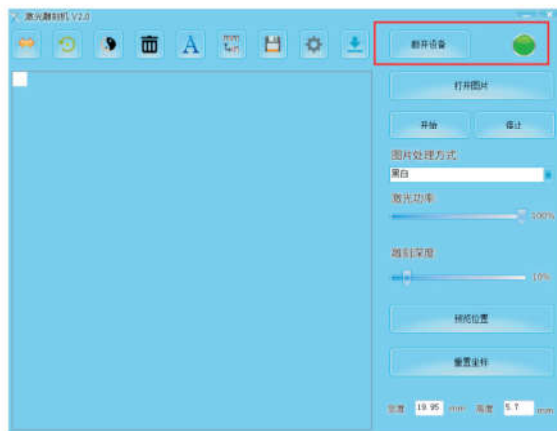 激光雕刻机 V2.0
断开设备
打开图片
开始
停止
图片处理方式
黑白
激光功率
100%
雕刻深度
10%
预览位置
重置坐标
宽度 19.95 mm 高度 5.7 mm